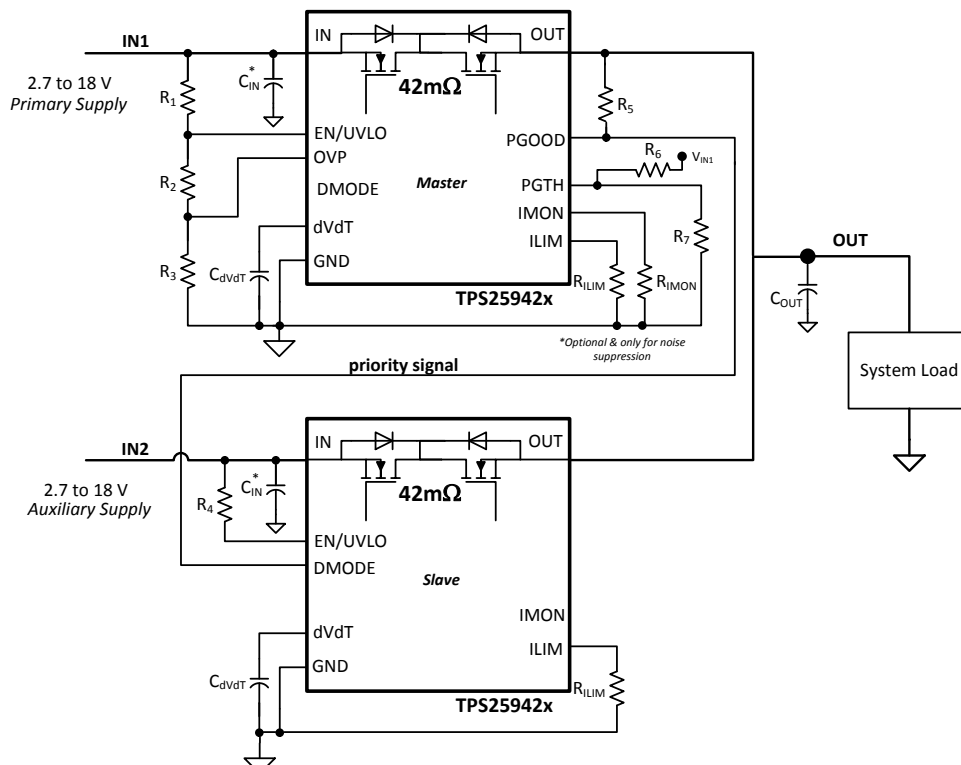 IN1
2.7 to 18 V
Primary Supply
R1
CIN*
R2
R3
CdVdT
IN
OUT
42mΩ
EN/UVLO
OVP
DMODE
Master
dVdT
GND
PGOOD
PGTH
IMON
ILIM
TPS25942x
R5
R6
VIN1
R7
RILIM
RIMON
*Optional & only for noise
suppression
OUT
COUT
System Load
priority signal
IN2
2.7 to 18 V
Auxiliary Supply
R4
CIN*
CdVdT
IN
OUT
42mΩ
EN/UVLO
DMODE
Slave
dVdT
GND
IMON
ILIM
TPS25942x
RILIM